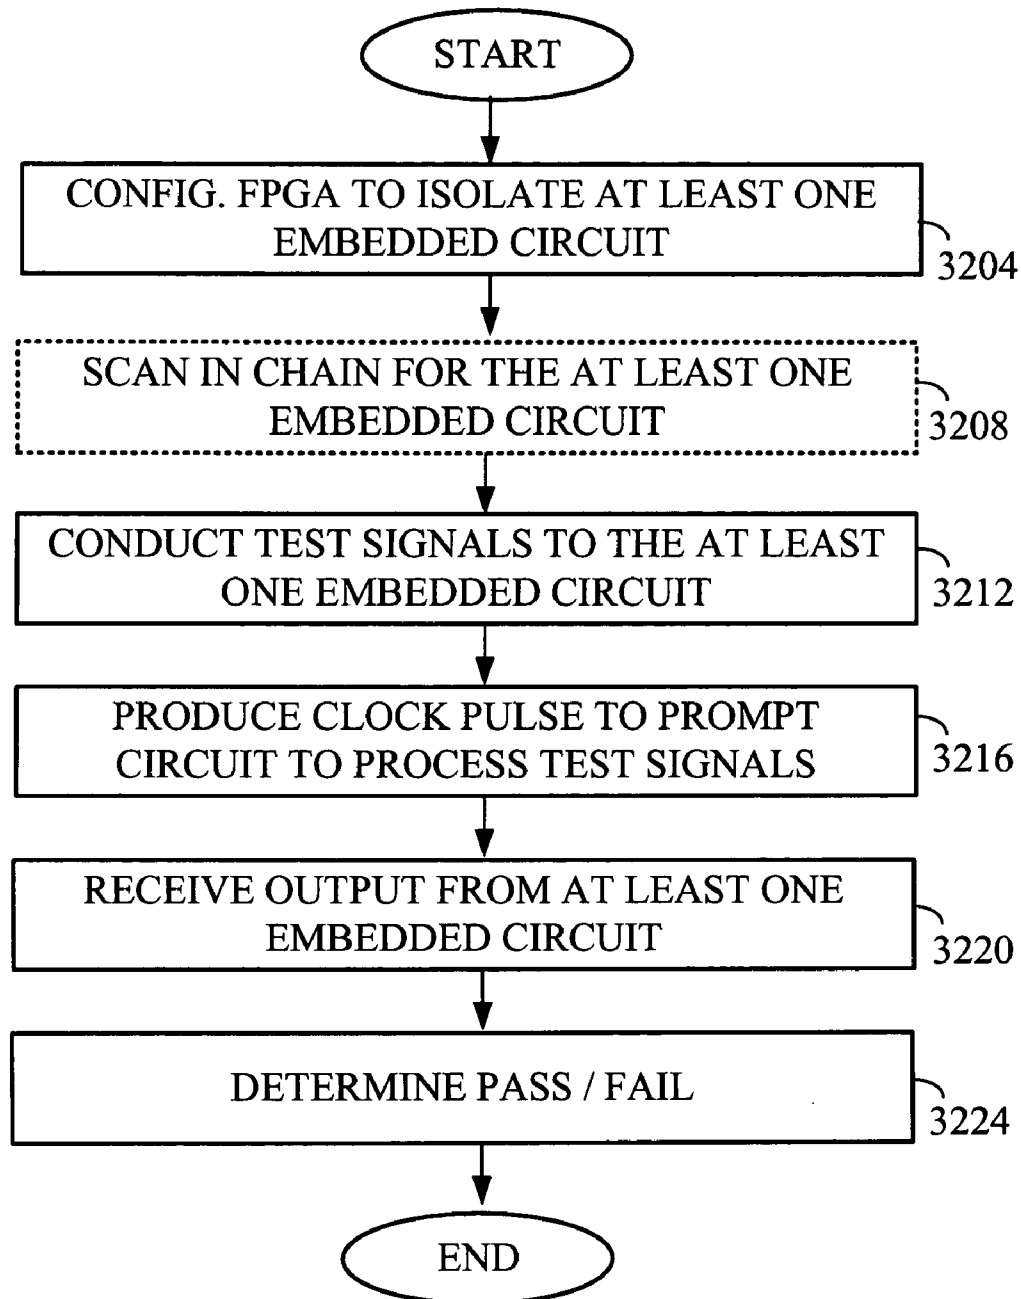 START
CONFIG. FPGA TO ISOLATE AT LEAST ONE
EMBEDDED CIRCUIT
3204
SCAN IN CHAIN FOR THE AT LEAST ONE
EMBEDDED CIRCUIT
3208
CONDUCT TEST SIGNALS TO THE AT LEAST
ONE EMBEDDED CIRCUIT
3212
PRODUCE CLOCK PULSE TO PROMPT
CIRCUIT TO PROCESS TEST SIGNALS
3216
RECEIVE OUTPUT FROM AT LEAST ONE
EMBEDDED CIRCUIT
3220
DETERMINE PASS / FAIL
3224
END